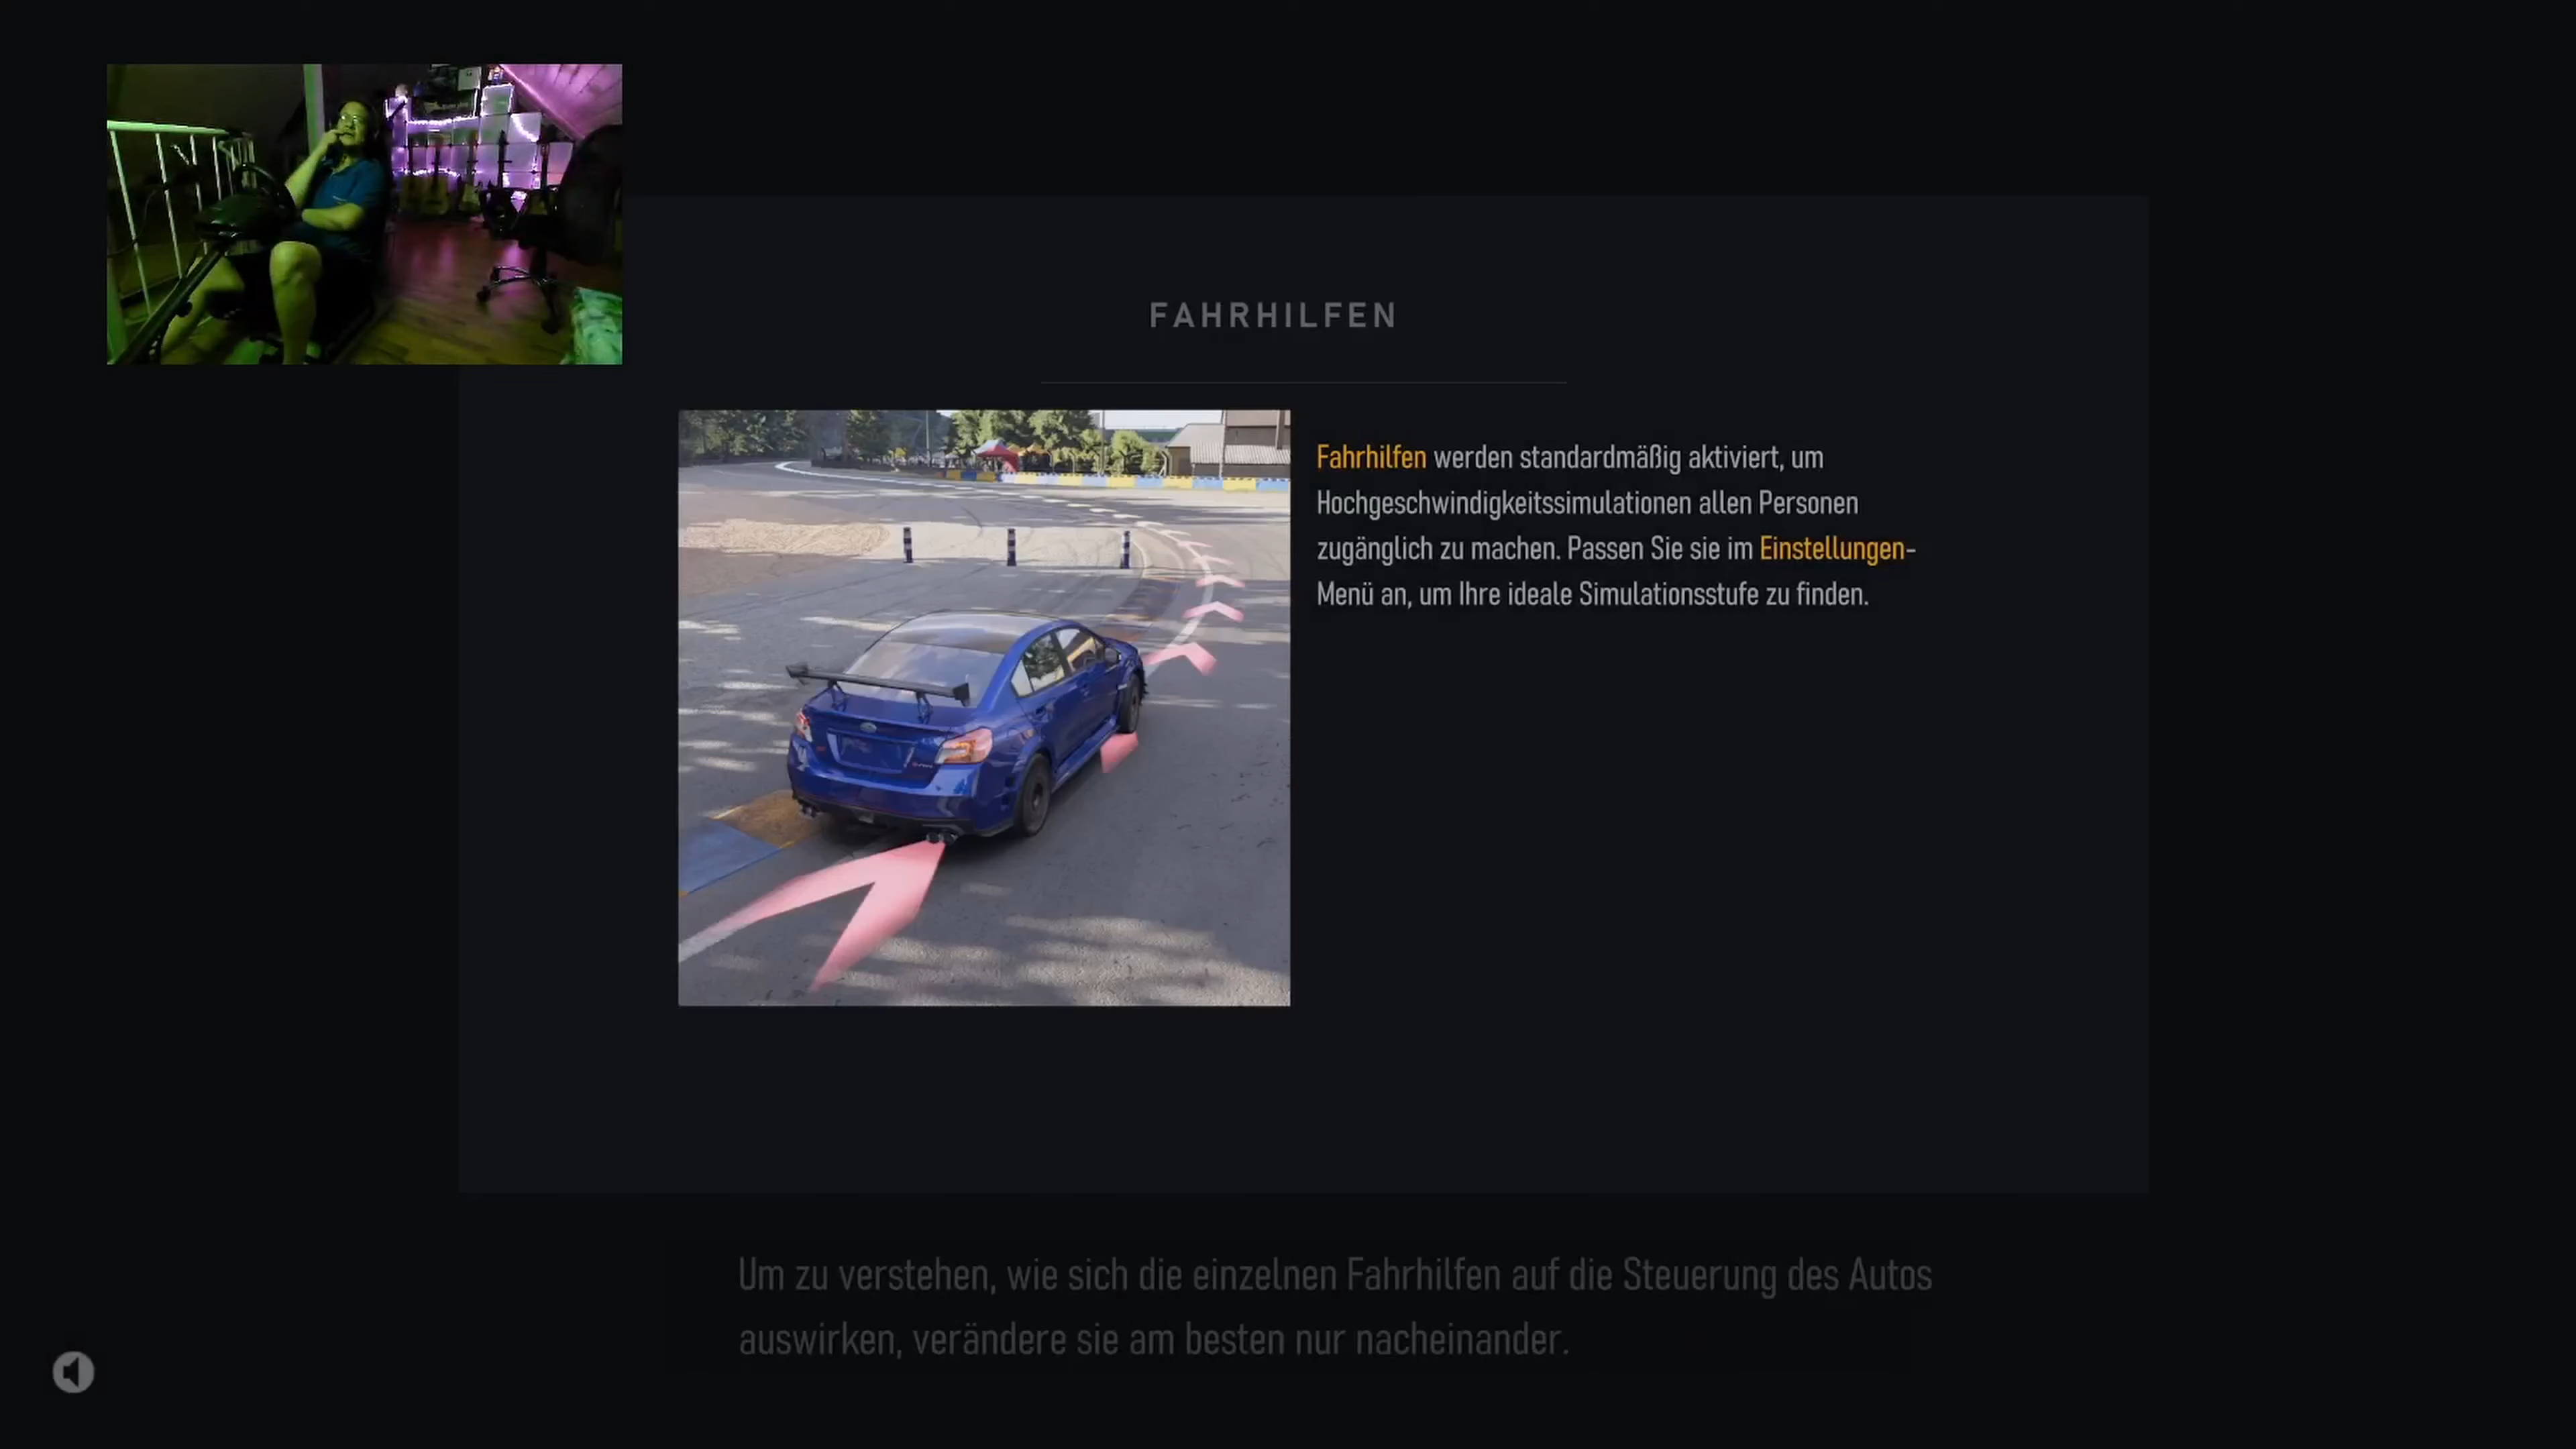 FAHRHILFEN
Fahrhilfen werden standardmäßig aktiviert, um
Hochgeschwindigkeitssimulationen allen Personen
zugänglich zu machen. Passen Sie sie im Einstellungen-
Menü an, um Ihre ideale Simulationsstufe zu finden.
Um zu verstehen, wie sich die einzelnen Fahrhilfen auf die Steuerung des Autos
auswirken, verändere sie am besten nur nacheinander.